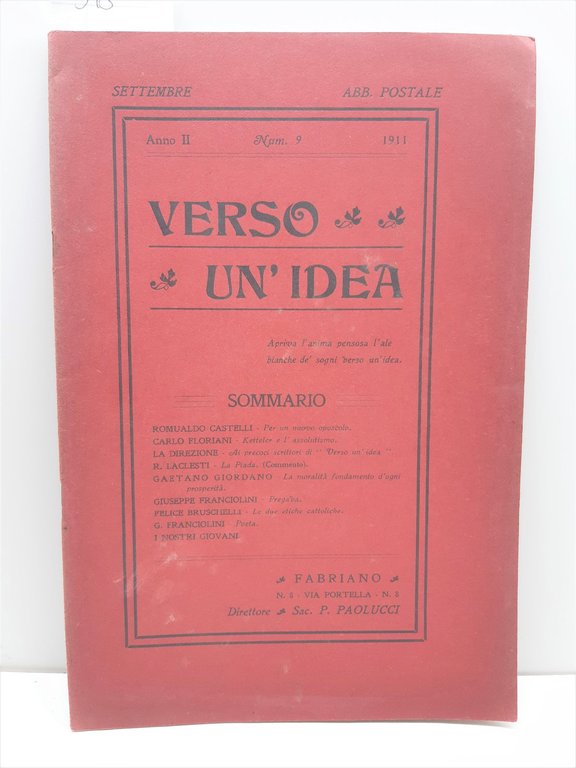 SETTEMBRE ABB. POSTALE
Anno II Num. 9 1911
VERSO
UN' IDEA
Apriva l'anima pensosa l'ale
bianche de' sogni verso un'idea.
SOMMARIO
ROMUALDO CASTELLI - Per un nuovo opuscolo.
CARLO FLORIANI - Ketteler e l' assolutismo.
LA DIREZIONE - Ai precoci scrittori di " Verso un' idea ".
R. LACLESTI - La Piada. (Commento).
GAETANO GIORDANO - La moralità fondamento d'ogni
prosperità.
GIUSEPPE FRANCIOLINI - Pregava.
FELICE BRUSCHELLI - Le due etiche cattoliche.
G. FRANCIOLINI - Poeta.
I NOSTRI GIOVANI
FABRIANO
N. 8 - VIA PORTELLA - N. 8
Direttore Sac. P. PAOLUCCI